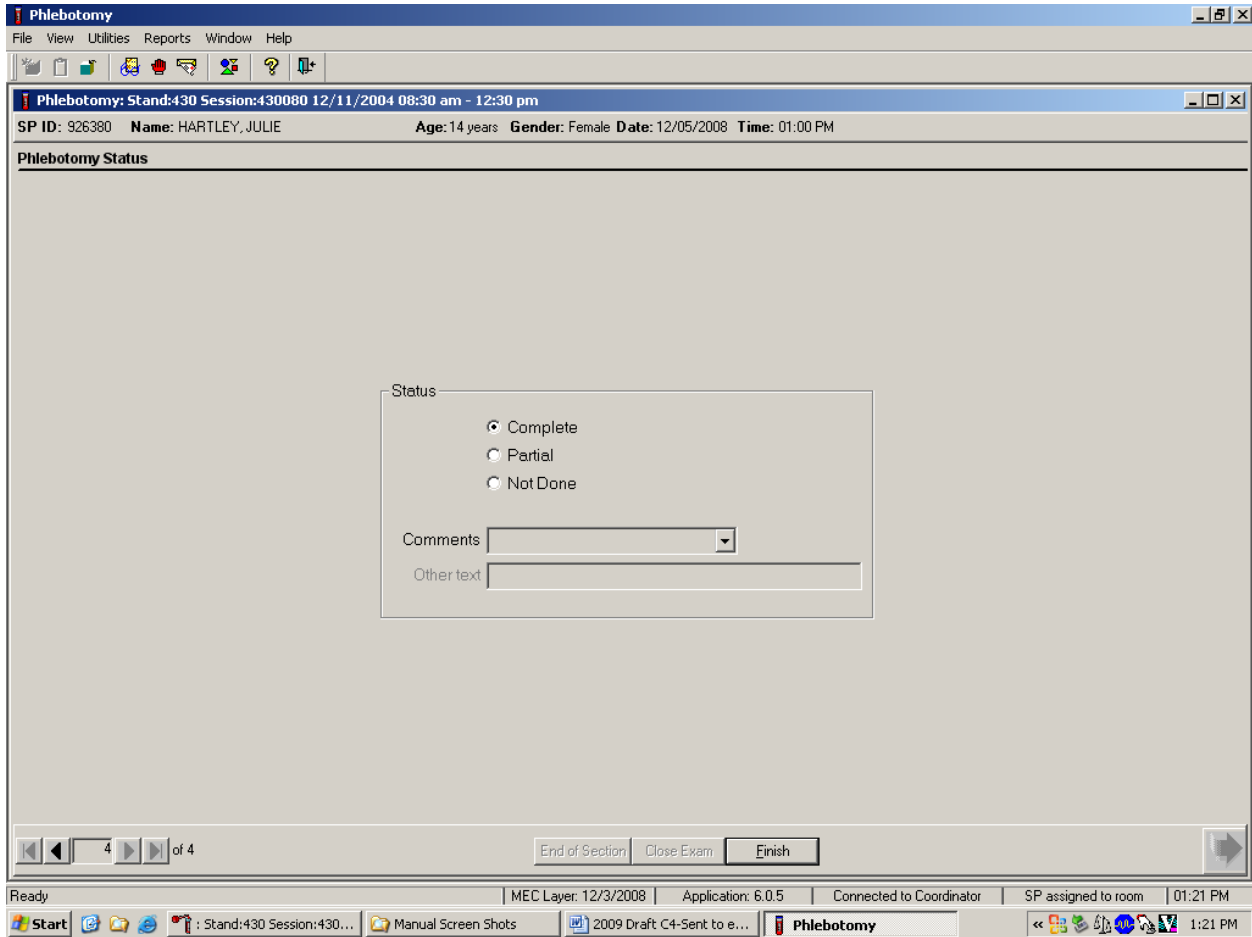 Phlebotomy
File View Utilities Reports Window Help
Phlebotomy: Stand:430 Session:430080 12/11/2004 08:30 am - 12:30 pm
SP ID: 926380 Name: HARTLEY, JULIE Age: 14 years Gender: Female Date: 12/05/2008 Time: 01:00 PM
Phlebotomy Status
Status
Complete
Partial
Not Done
Comments
Other text
4 of 4 End of Section Close Exam Finish
Ready MEC Layer: 12/3/2008 Application: 6.0.5 Connected to Coordinator SP assigned to room 01:21 PM
Start : Stand:430 Session:430... Manual Screen Shots 2009 Draft C4-Sent to e... Phlebotomy « 1:21 PM